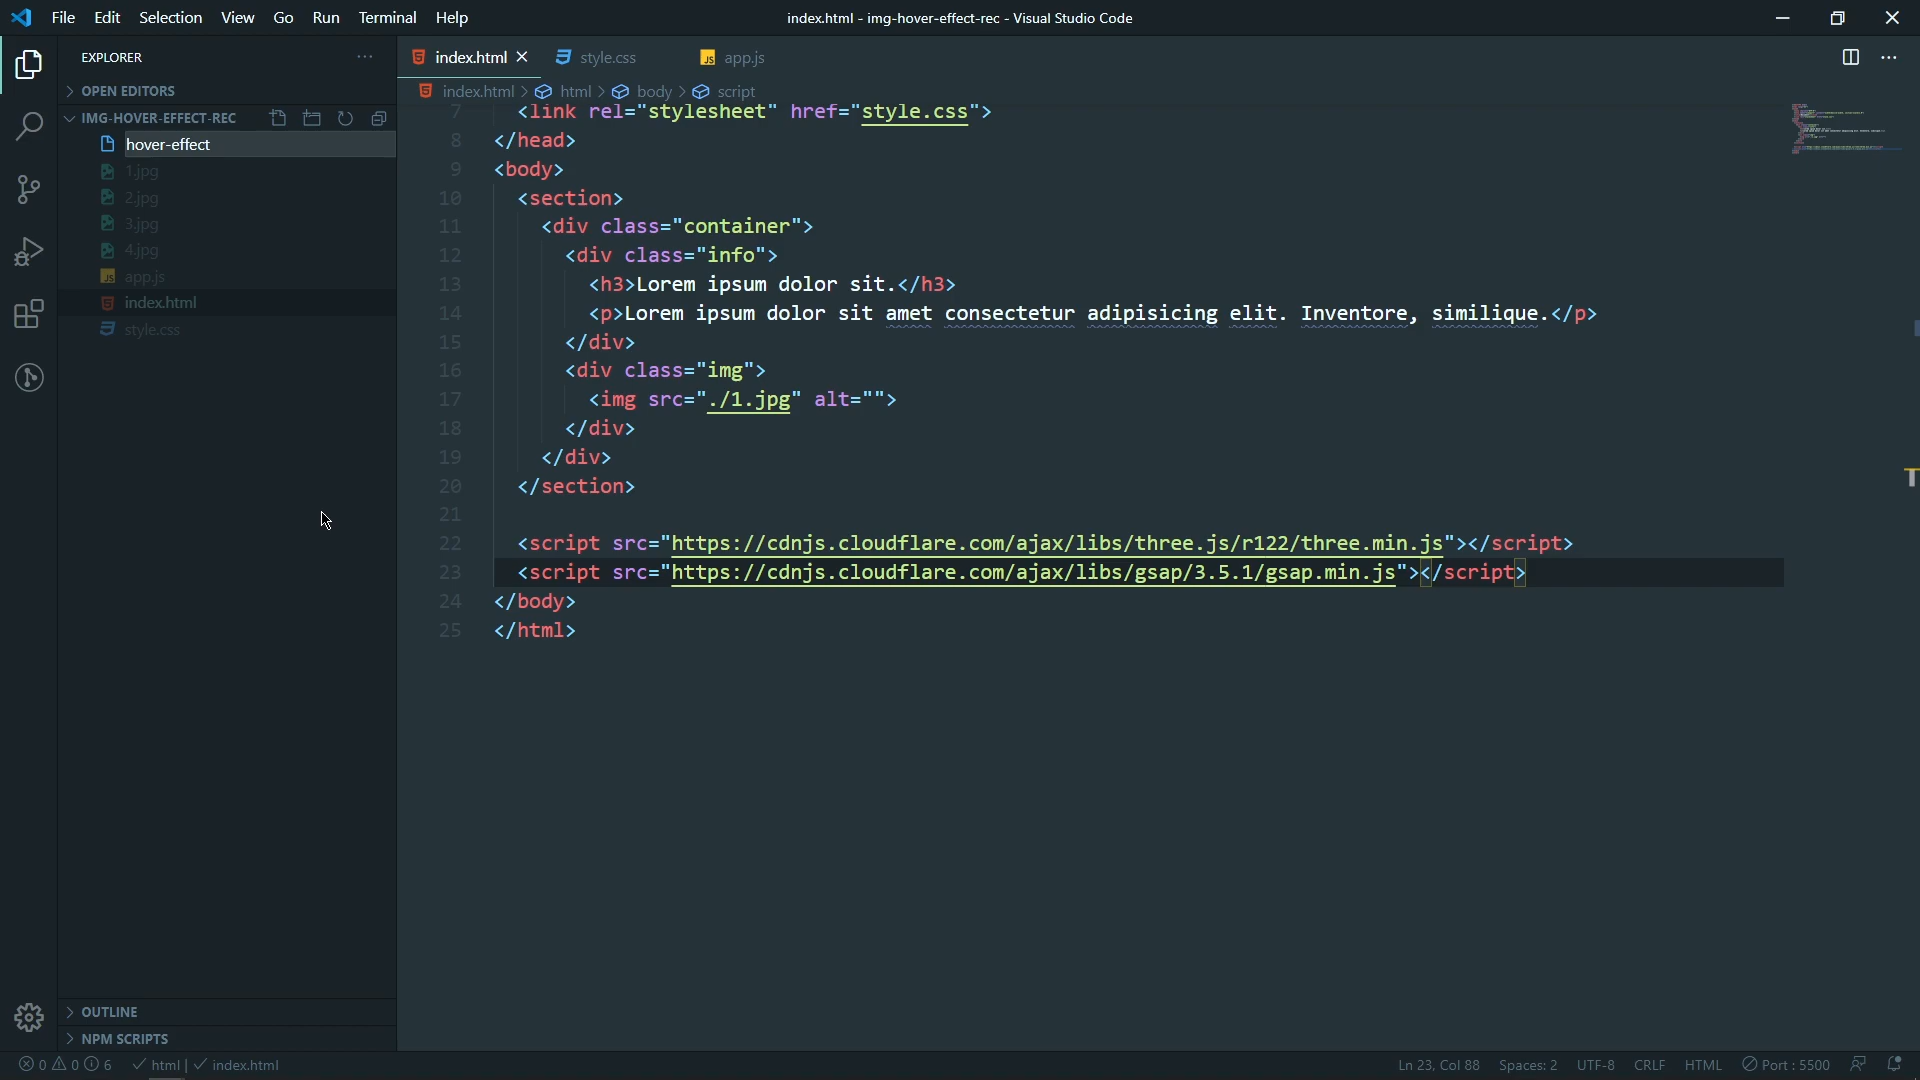 File Edit Selection View Go Run Terminal Help index.html - img-hover-effect-rec - Visual Studio Code
EXPLORER
index.html style.css JS app.js
OPEN EDITORS
index.html > html > body > script
IMG-HOVER-EFFECT-REC
hover-effect
1.jpg
2.jpg
3.jpg
4.jpg
JS app.js
index.html
style.css
7 <link rel="stylesheet" href="style.css">
8 </head>
9 <body>
10 <section>
11 <div class="container">
12 <div class="info">
13 <h3>Lorem ipsum dolor sit.</h3>
14 <p>Lorem ipsum dolor sit amet consectetur adipisicing elit. Inventore, similique.</p>
15 </div>
16 <div class="img">
17 <img src="./1.jpg" alt="">
18 </div>
19 </div>
20 </section>
21
22 <script src="https://cdnjs.cloudflare.com/ajax/libs/three.js/r122/three.min.js"></script>
23 <script src="https://cdnjs.cloudflare.com/ajax/libs/gsap/3.5.1/gsap.min.js"></script>
24 </body>
25 </html>
OUTLINE
NPM SCRIPTS
0 0 6 html | index.html Ln 23, Col 88 Spaces: 2 UTF-8 CRLF HTML Port : 5500